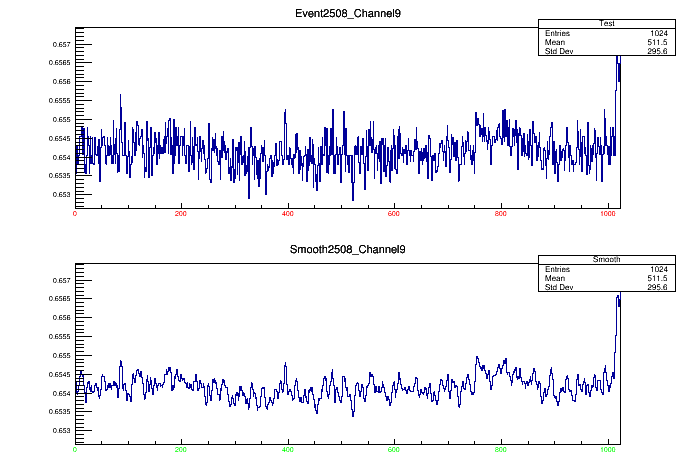 Event2508_Channel9
Test
Entries 1024
Mean 511.5
Std Dev 295.6
0.657
0.6565
0.656
0.6555
0.655
0.6545
0.654
0.6535
0.653
0 200 400 600 800 1000
Smooth2508_Channel9
Smooth
Entries 1024
Mean 511.5
Std Dev 295.6
0.657
0.6565
0.656
0.6555
0.655
0.6545
0.654
0.6535
0.653
0 200 400 600 800 1000